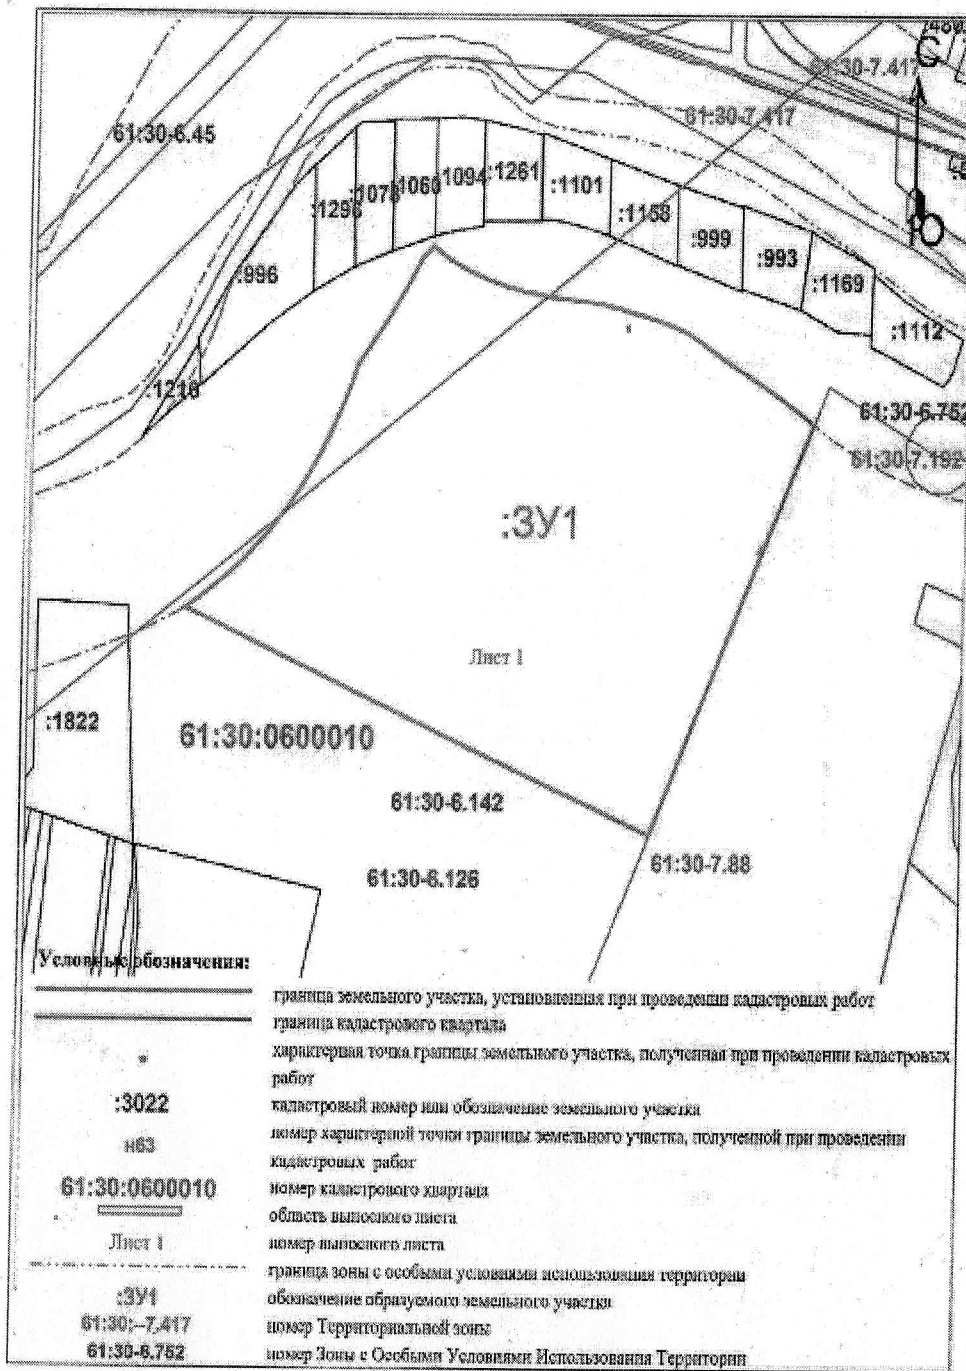 С
61:30-7.417
61:30-6.45
61:30-7.417
:1261
1094
1060
:1101
:1078
:1298
:1158
:999
Ю
:993
:996
:1169
:1112
:1216
61:30-6.752
61:30-7.192
:ЗУ1
Лист 1
:1822
61:30:0600010
61:30-6.142
61:30-6.126
61:30-7.88
Условные обозначения:
граница земельного участка, установленная при проведении кадастровых работ
граница кадастрового квартала
характерная точка границы земельного участка, полученная при проведении кадастровых
работ
:3022 кадастровый номер или обозначение земельного участка
н63 номер характерной точки границы земельного участка, полученной при проведении
кадастровых работ
61:30:0600010 номер кадастрового квартала
область выносного листа
Лист 1 номер выносного листа
граница зоны с особыми условиями использования территории
:ЗУ1 обозначение образуемого земельного участка
61:30:–7,417 номер Территориальной зоны
61:30-6.752 номер Зоны с Особыми Условиями Использования Территории